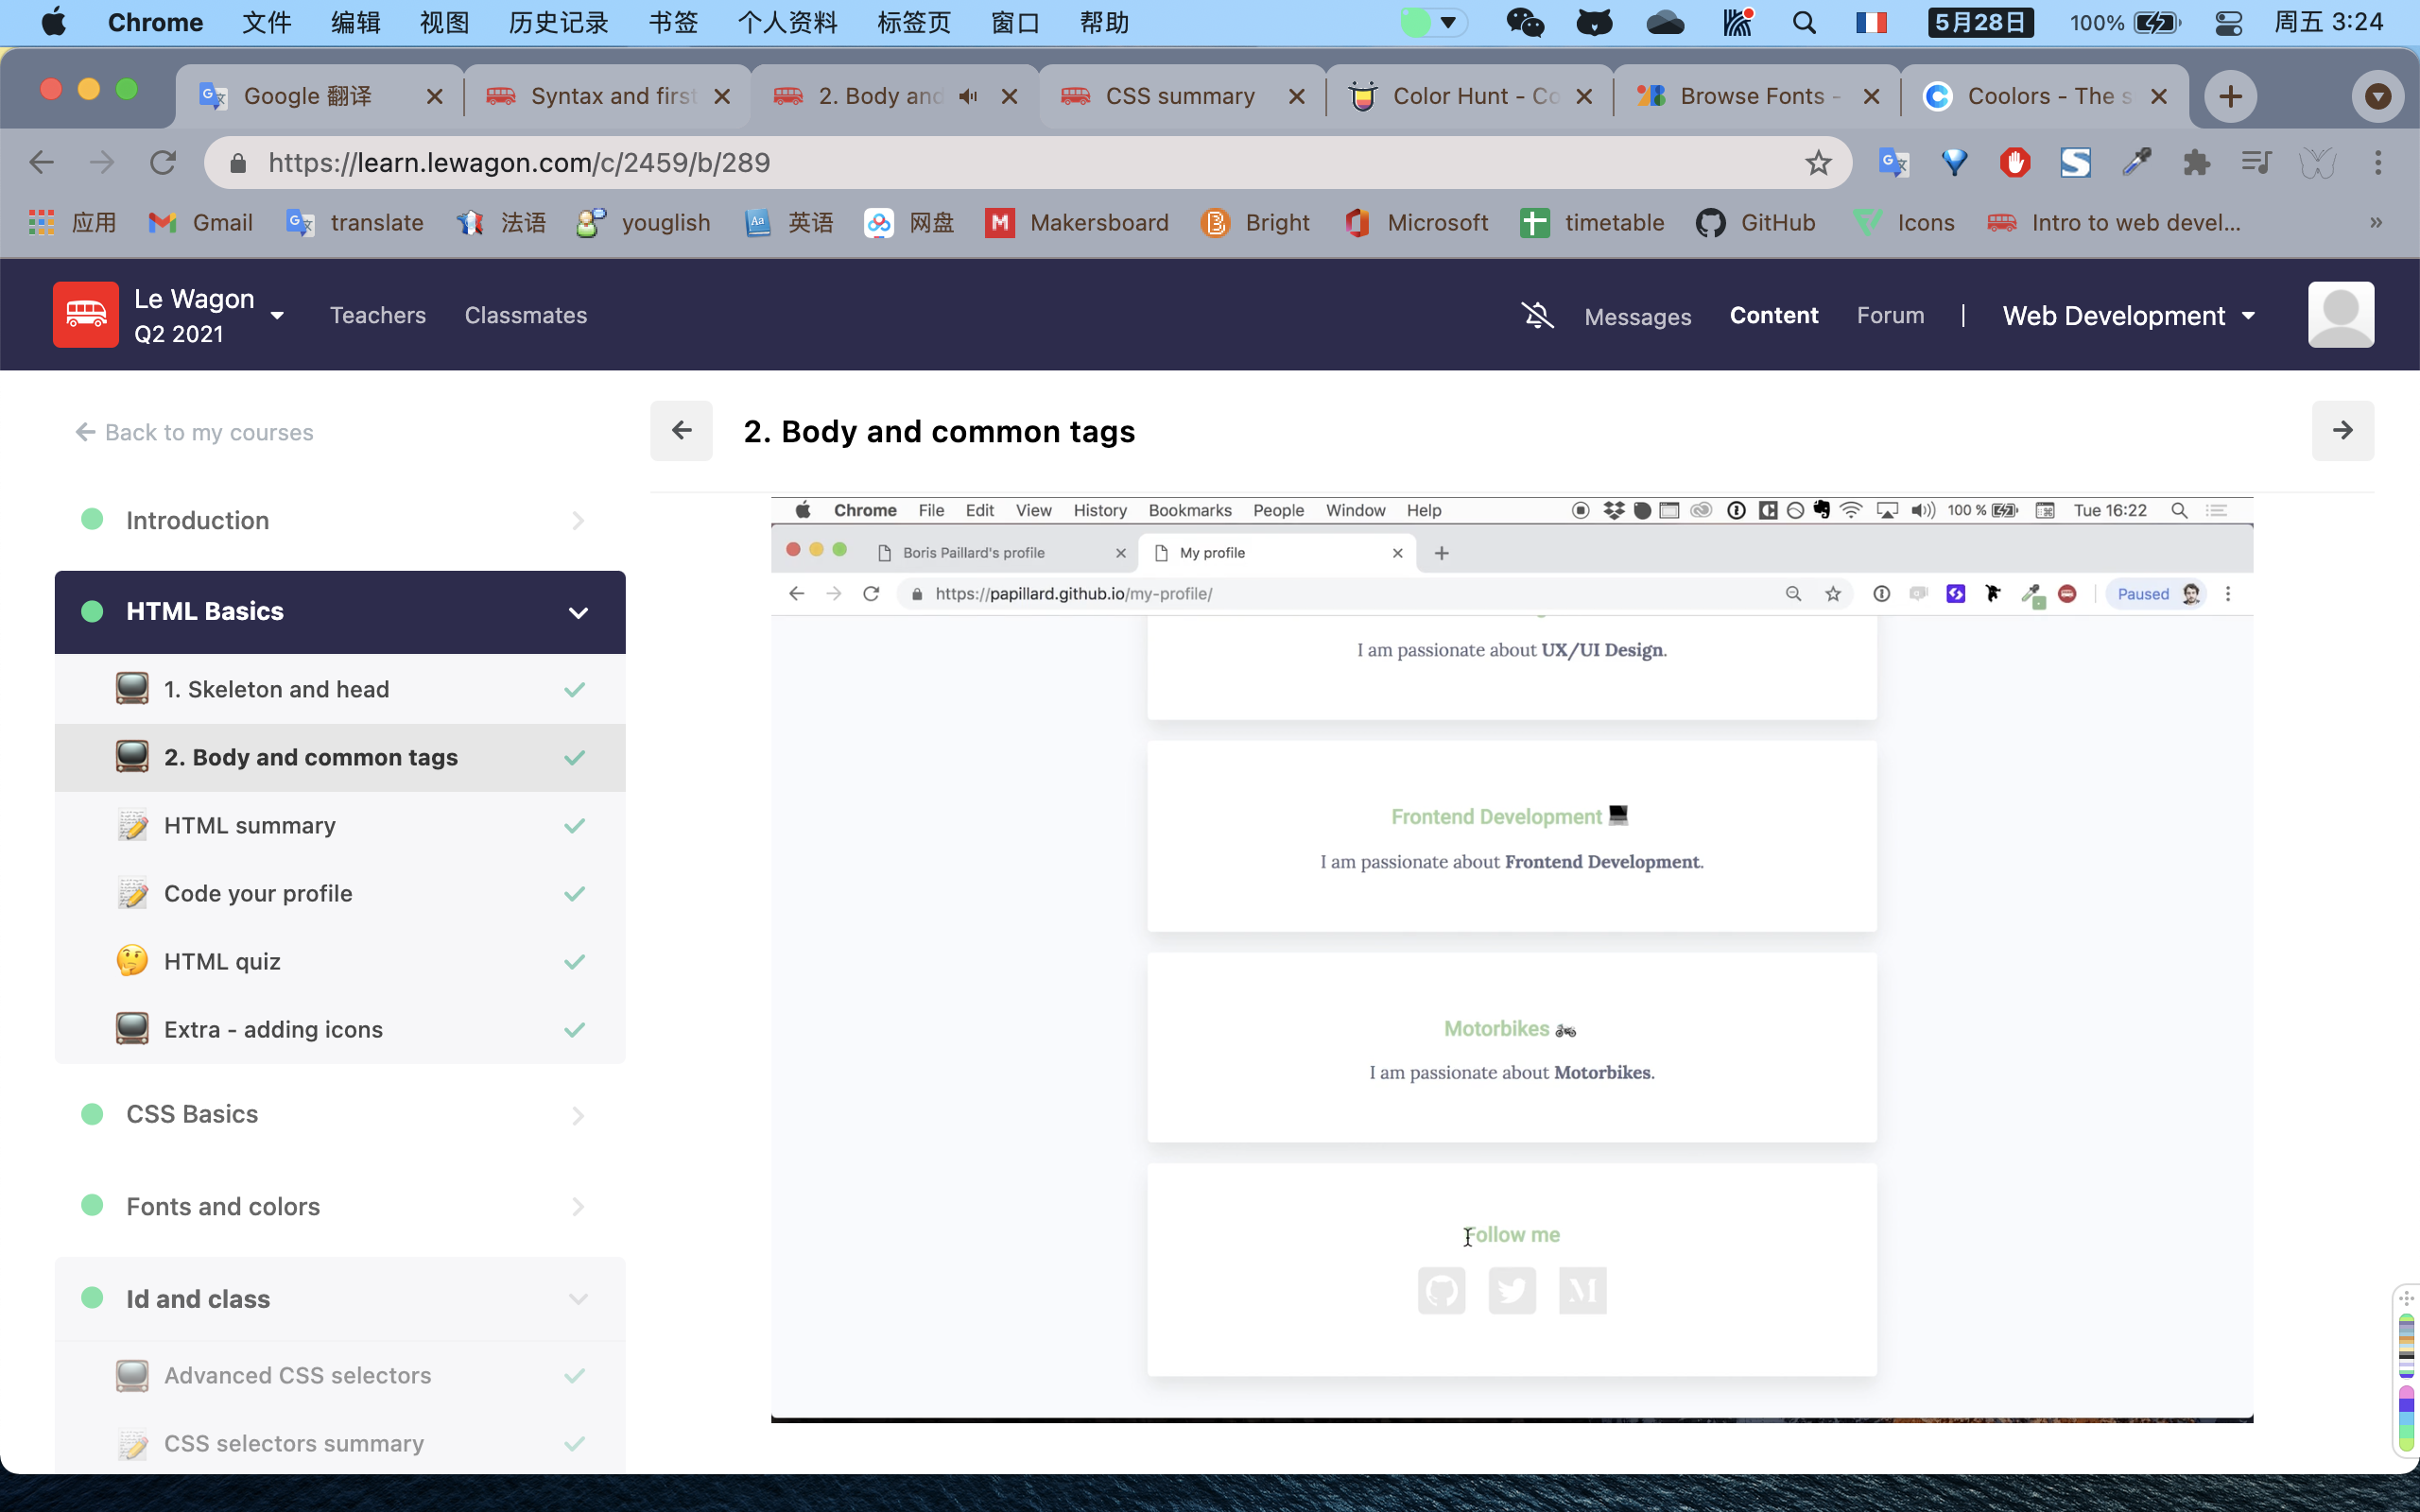 Chrome 文件 编辑 视图 历史记录 书签 个人资料 标签页 窗口 帮助 5月28日 100% 周五 3:24
Google 翻译 Syntax and first 2. Body and CSS summary Color Hunt - Co Browse Fonts - Coolors - The s
https://learn.lewagon.com/c/2459/b/289
应用 Gmail translate 法语 youglish 英语 网盘 Makersboard Bright Microsoft timetable GitHub Icons Intro to web devel... »
Le Wagon
Q2 2021
Teachers Classmates Messages Content Forum | Web Development
Back to my courses
2. Body and common tags
Introduction
HTML Basics
1. Skeleton and head
2. Body and common tags
HTML summary
Code your profile
HTML quiz
Extra - adding icons
CSS Basics
Fonts and colors
Id and class
Advanced CSS selectors
CSS selectors summary
Chrome File Edit View History Bookmarks People Window Help 100 % Tue 16:22
Boris Paillard's profile My profile
https://papillard.github.io/my-profile/ Paused
I am passionate about UX/UI Design.
Frontend Development
I am passionate about Frontend Development.
Motorbikes
I am passionate about Motorbikes.
Follow me